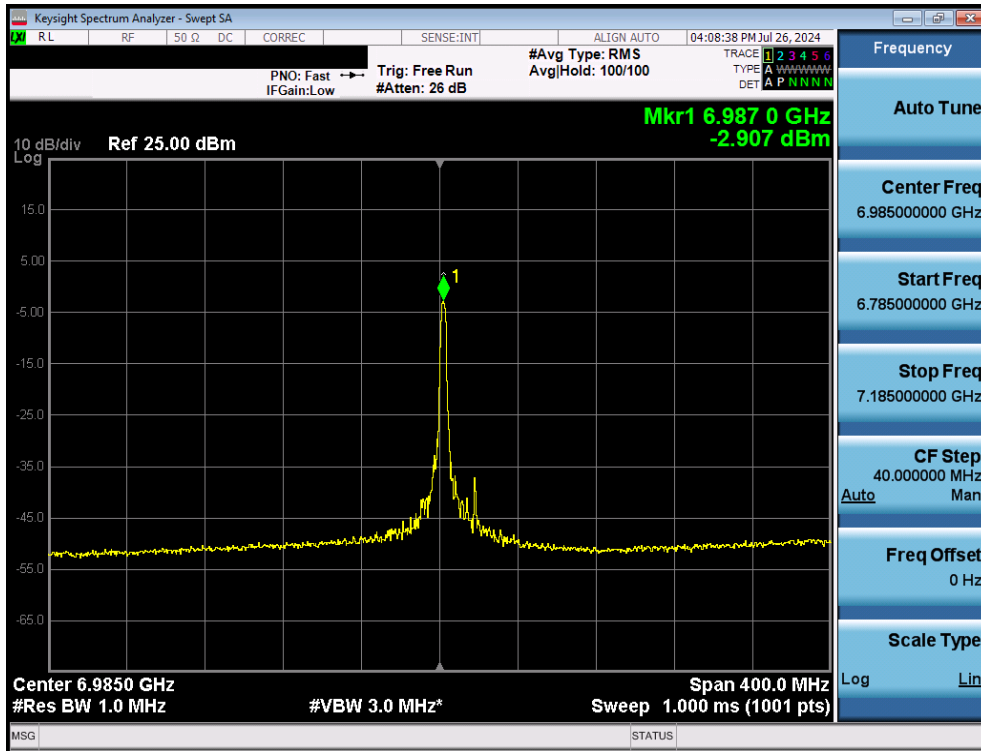 Keysight Spectrum Analyzer - Swept SA
LXI RL RF 50 Ω DC CORREC SENSE:INT ALIGN AUTO 04:08:38 PM Jul 26, 2024
PNO: Fast Trig: Free Run #Avg Type: RMS TRACE 1 2 3 4 5 6
IFGain:Low #Atten: 26 dB Avg|Hold: 100/100 TYPE A WWWWW
DET A P N N N N
Mkr1 6.987 0 GHz
-2.907 dBm
10 dB/div Ref 25.00 dBm
Log
15.0
5.00
-5.00
-15.0
-25.0
-35.0
-45.0
-55.0
-65.0
1
Center 6.9850 GHz Span 400.0 MHz
#Res BW 1.0 MHz #VBW 3.0 MHz* Sweep 1.000 ms (1001 pts)
MSG STATUS
Frequency
Auto Tune
Center Freq
6.985000000 GHz
Start Freq
6.785000000 GHz
Stop Freq
7.185000000 GHz
CF Step
40.000000 MHz
Auto Man
Freq Offset
0 Hz
Scale Type
Log Lin